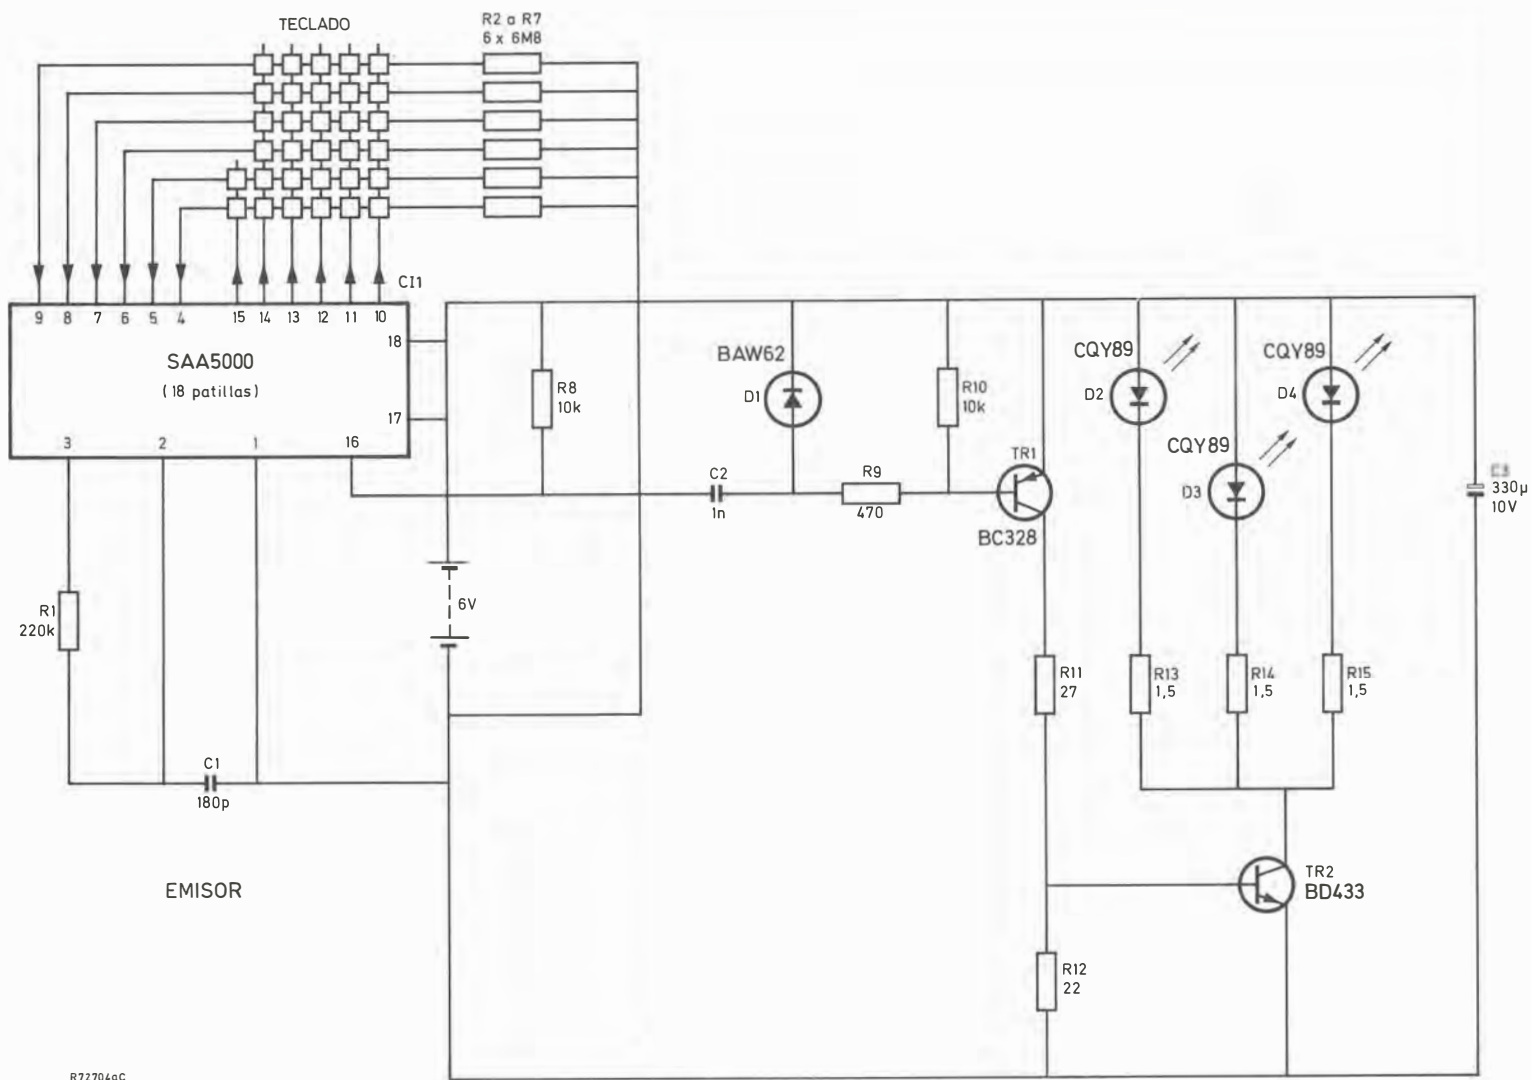 TECLADO
R2 a R7
6 x 6M8
CI1
9 8 7 6 5 4 15 14 13 12 11 10
SAA5000
(18 patillas)
18
17
3 2 1 16
R8
10k
BAW62
D1
R10
10k
CQY89
D2
CQY89
D3
CQY89
D4
C3
330µ
10V
C2
1n
R9
470
TR1
BC328
6V
R1
220k
C1
180p
R11
27
R13
1,5
R14
1,5
R15
1,5
EMISOR
TR2
BD433
R12
22
R72704aC